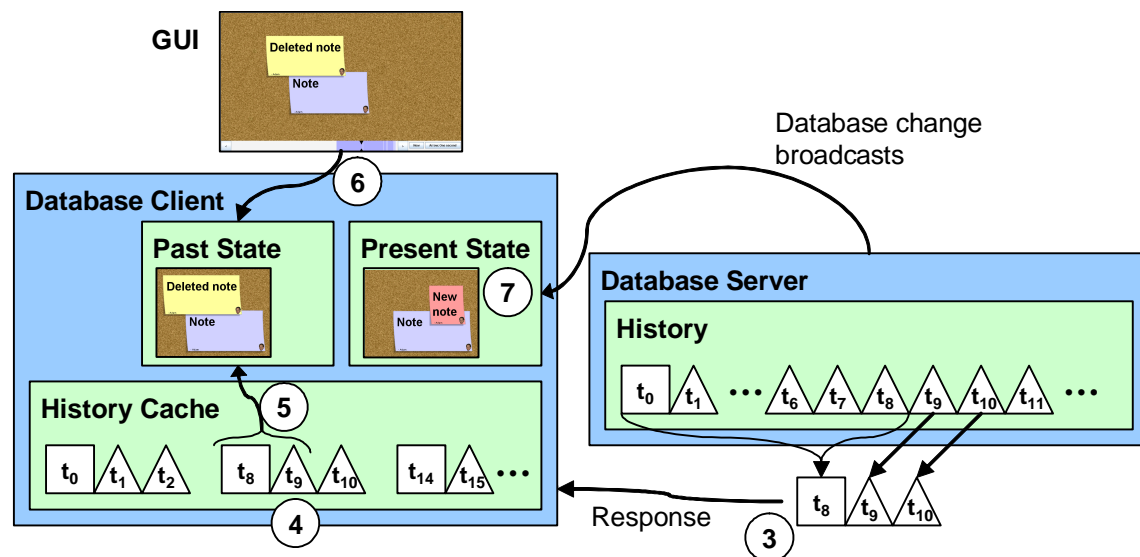 GUI
Deleted note
Note
Database change
broadcasts
6
Database Client
Past State
Present State
Deleted note
Note
New
note
Note
7
Database Server
History
t0 t1 ••• t6 t7 t8 t9 t10 t11 •••
History Cache
5
t0 t1 t2 t8 t9 t10 t14 t15 •••
4
Response
3
t8 t9 t10